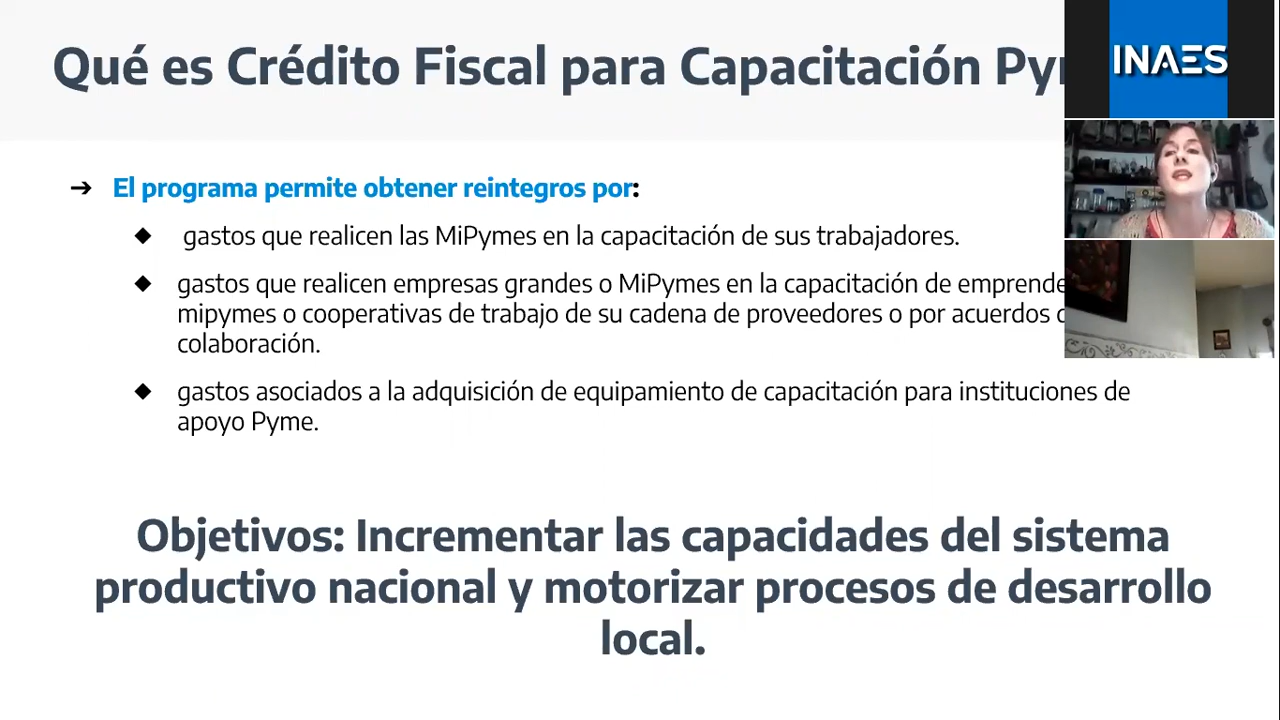 Qué es Crédito Fiscal para Capacitación
INAES
➔ El programa permite obtener reintegros por:
◆ gastos que realicen las MiPymes en la capacitación de sus trabajadores.
◆ gastos que realicen empresas grandes o MiPymes en la capacitación de
mipymes o cooperativas de trabajo de su cadena de proveedores o por acuerdos
colaboración.
◆ gastos asociados a la adquisición de equipamiento de capacitación para instituciones de
apoyo Pyme.
Objetivos: Incrementar las capacidades del sistema
productivo nacional y motorizar procesos de desarrollo
local.